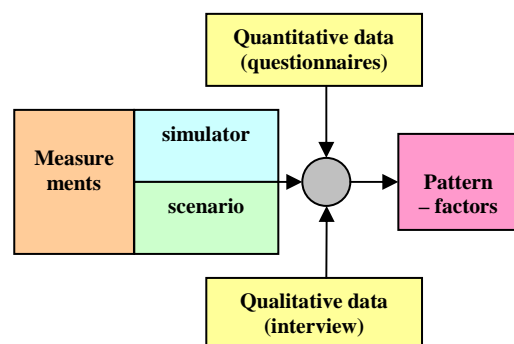 Quantitative data
(questionnaires)
Measure
ments
simulator
scenario
Pattern
– factors
Qualitative data
(interview)